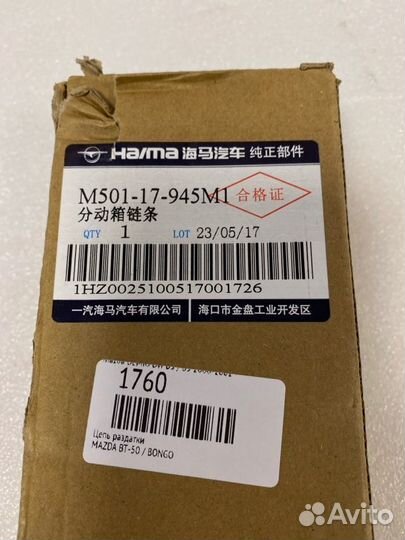 Haima 海马汽车 纯正部件
M501-17-945M1
合格证
分动箱链条
QTY 1 LOT 23/05/17
1HZ0025100517001726
一汽海马汽车有限公司 海口市金盘工业开发区
1760
Цепь раздатки
MAZDA BT-50 / BONGO
Avito